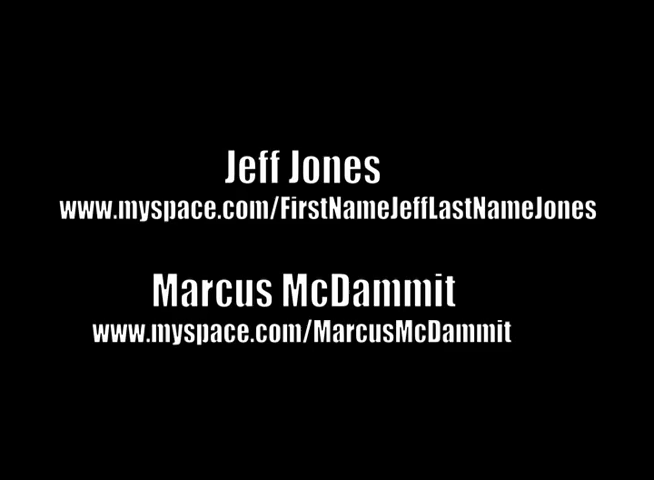 Jeff Jones
www.myspace.com/FirstNameJeffLastNameJones
Marcus McDammit
www.myspace.com/MarcusMcDammit